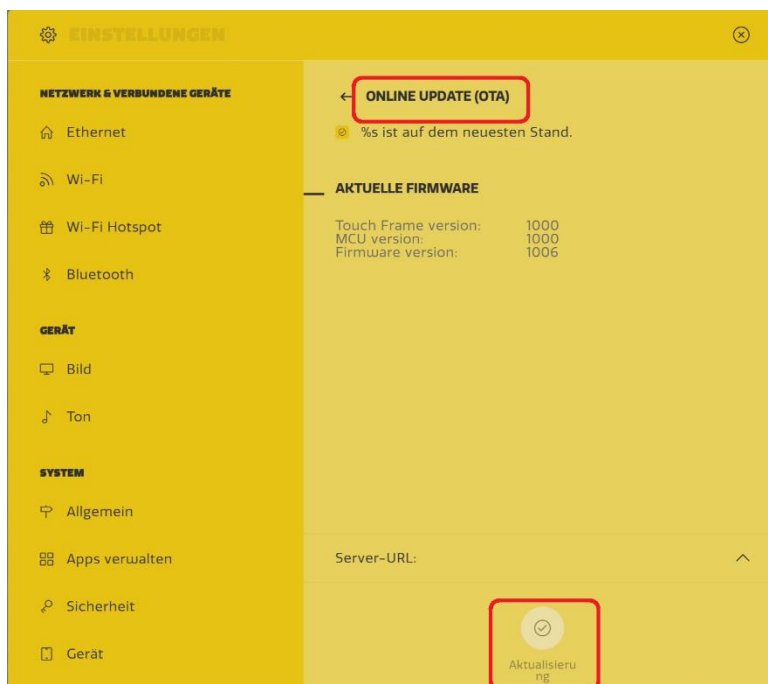 EINSTELLUNGEN
NETZWERK & VERBUNDENE GERÄTE
Ethernet
Wi-Fi
Wi-Fi Hotspot
Bluetooth
GERÄT
Bild
Ton
SYSTEM
Allgemein
Apps verwalten
Sicherheit
Gerät
ONLINE UPDATE (OTA)
%s ist auf dem neuesten Stand.
AKTUELLE FIRMWARE
Touch Frame version: 1000
MCU version: 1000
Firmware version: 1006
Server-URL:
Aktualisieru
ng